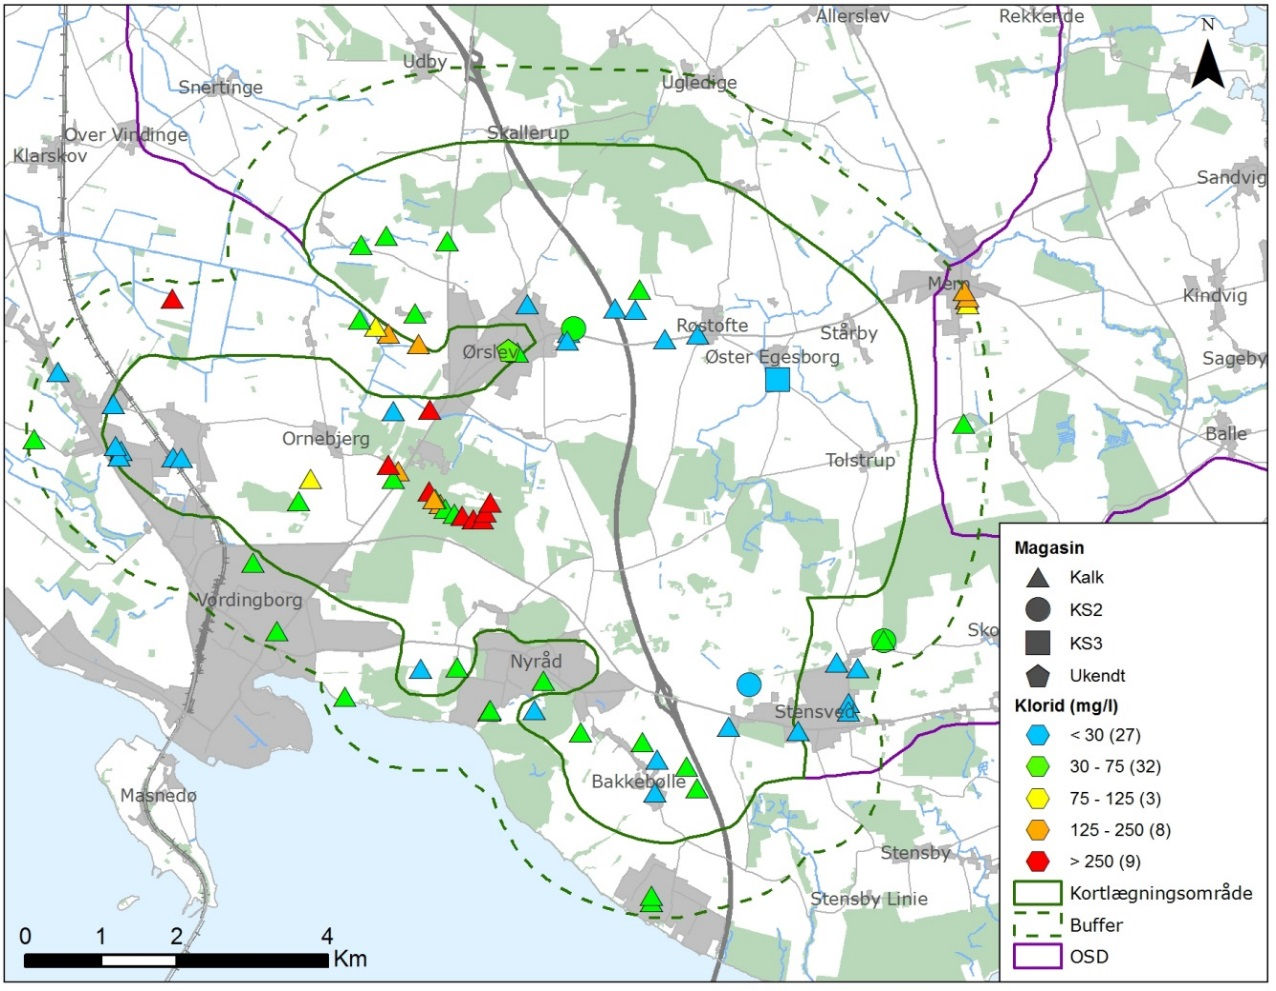 Allerslev
Rekkende
N
Udby
Snertinge
Ugledige
Over Vindinge
Skallerup
Klarskov
Sandvig
Mern
Kindvig
Røstofte
Stårby
Ørslev
Øster Egesborg
Sageby
Ornebjerg
Balle
Tolstrup
Vordingborg
Sko
Nyråd
Stensved
Bakkebølle
Masnedø
Stensby
Stensby Linie
0 1 2 4
Km
Magasin
Kalk
KS2
KS3
Ukendt
Klorid (mg/l)
< 30 (27)
30 - 75 (32)
75 - 125 (3)
125 - 250 (8)
> 250 (9)
Kortlægningsområde
Buffer
OSD